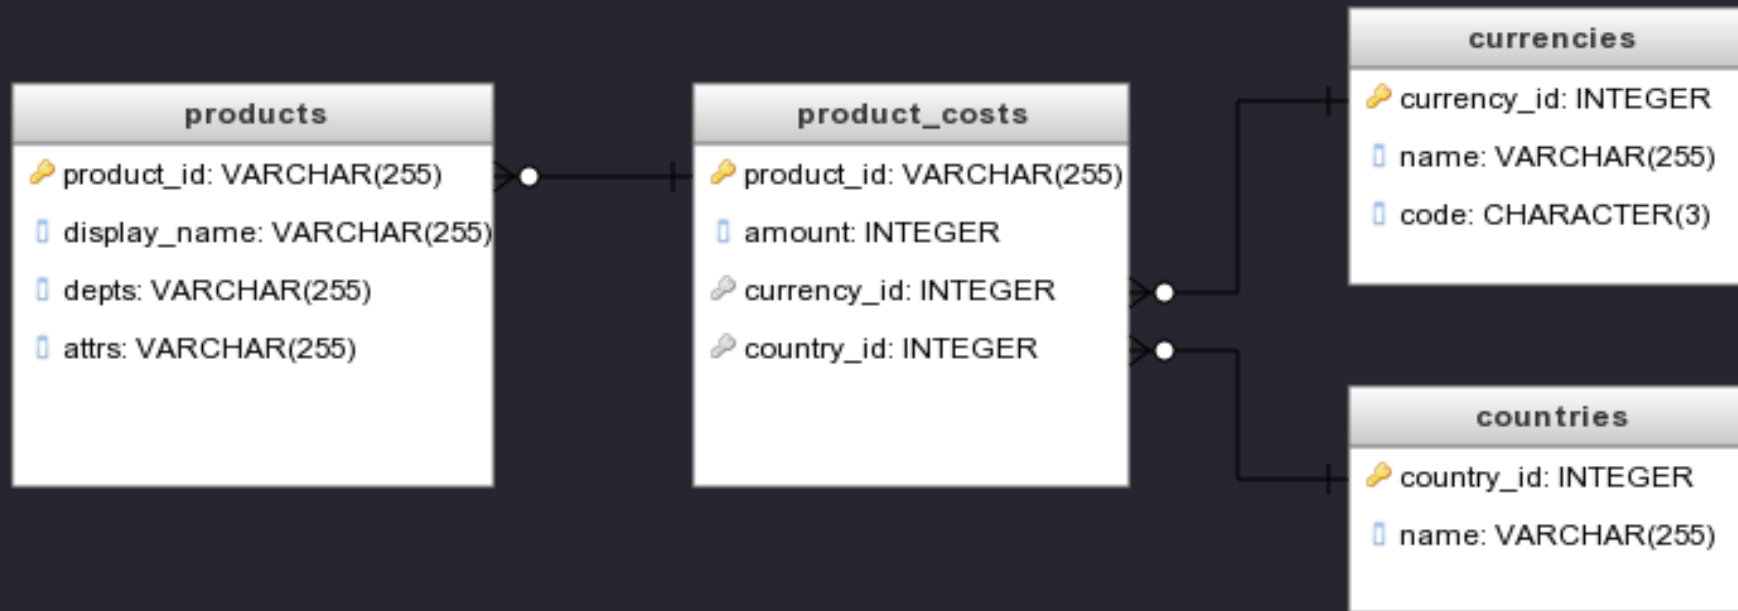 products
product_id: VARCHAR(255)
display_name: VARCHAR(255)
depts: VARCHAR(255)
attrs: VARCHAR(255)
product_costs
product_id: VARCHAR(255)
amount: INTEGER
currency_id: INTEGER
country_id: INTEGER
currencies
currency_id: INTEGER
name: VARCHAR(255)
code: CHARACTER(3)
countries
country_id: INTEGER
name: VARCHAR(255)